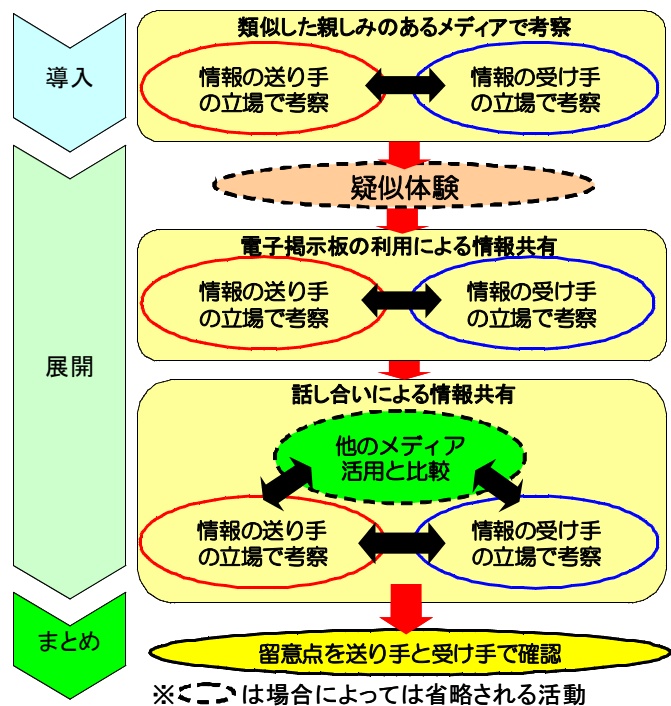 導入
類似した親しみのあるメディアで考察
情報の送り手
の立場で考察
情報の受け手
の立場で考察
疑似体験
展開
電子掲示板の利用による情報共有
情報の送り手
の立場で考察
情報の受け手
の立場で考察
話し合いによる情報共有
他のメディア
活用と比較
情報の送り手
の立場で考察
情報の受け手
の立場で考察
まとめ
留意点を送り手と受け手で確認
※は場合によっては省略される活動